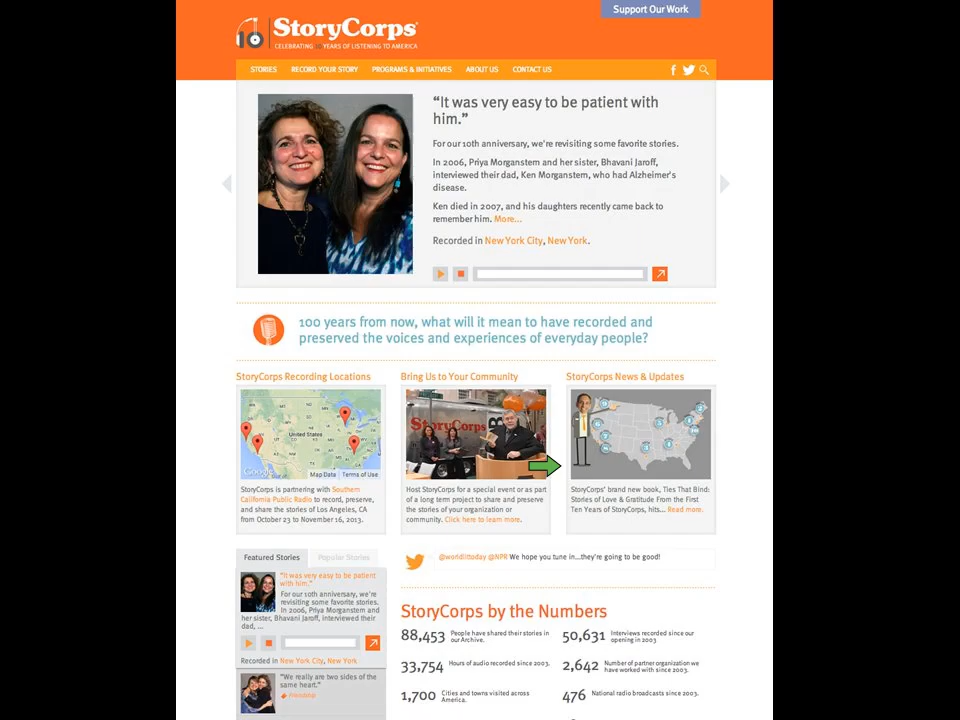 Support Our Work
StoryCorps
CELEBRATING 10 YEARS OF LISTENING TO AMERICA
STORIES RECORD YOUR STORY PROGRAMS & INITIATIVES ABOUT US CONTACT US
“It was very easy to be patient with
him.”
For our 10th anniversary, we're revisiting some favorite stories.
In 2006, Priya Morganstern and her sister, Bhavani Jaroff,
interviewed their dad, Ken Morganstern, who had Alzheimer's
disease.
Ken died in 2007, and his daughters recently came back to
remember him. More...
Recorded in New York City, New York.
100 years from now, what will it mean to have recorded and
preserved the voices and experiences of everyday people?
StoryCorps Recording Locations
United States
Google
Map Data Terms of Use
StoryCorps is partnering with Southern
California Public Radio to record, preserve,
and share the stories of Los Angeles, CA
from October 23 to November 16, 2013.
Bring Us to Your Community
StoryCorps
Host StoryCorps for a special event or as part
of a long term project to share and preserve
the stories of your organization or
community. Click here to learn more.
StoryCorps News & Updates
StoryCorps’ brand new book, Ties That Bind:
Stories of Love & Gratitude From the First
Ten Years of StoryCorps, hits... Read more.
Featured Stories Popular Stories
“It was very easy to be patient
with him.”
For our 10th anniversary, we're
revisiting some favorite stories.
In 2006, Priya Morganstern and
her sister, Bhavani Jaroff, interviewed their
dad, ...
Recorded in New York City, New York
“We really are two sides of the
same heart.”
Friendship
@worldlittoday @NPR We hope you tune in...they're going to be good!
StoryCorps by the Numbers
88,453 People have shared their stories in
our Archive.
50,631 Interviews recorded since our
opening in 2003
33,754 Hours of audio recorded since 2003.
2,642 Number of partner organization we
have worked with since 2003.
1,700 Cities and towns visited across
America.
476 National radio broadcasts since 2003.